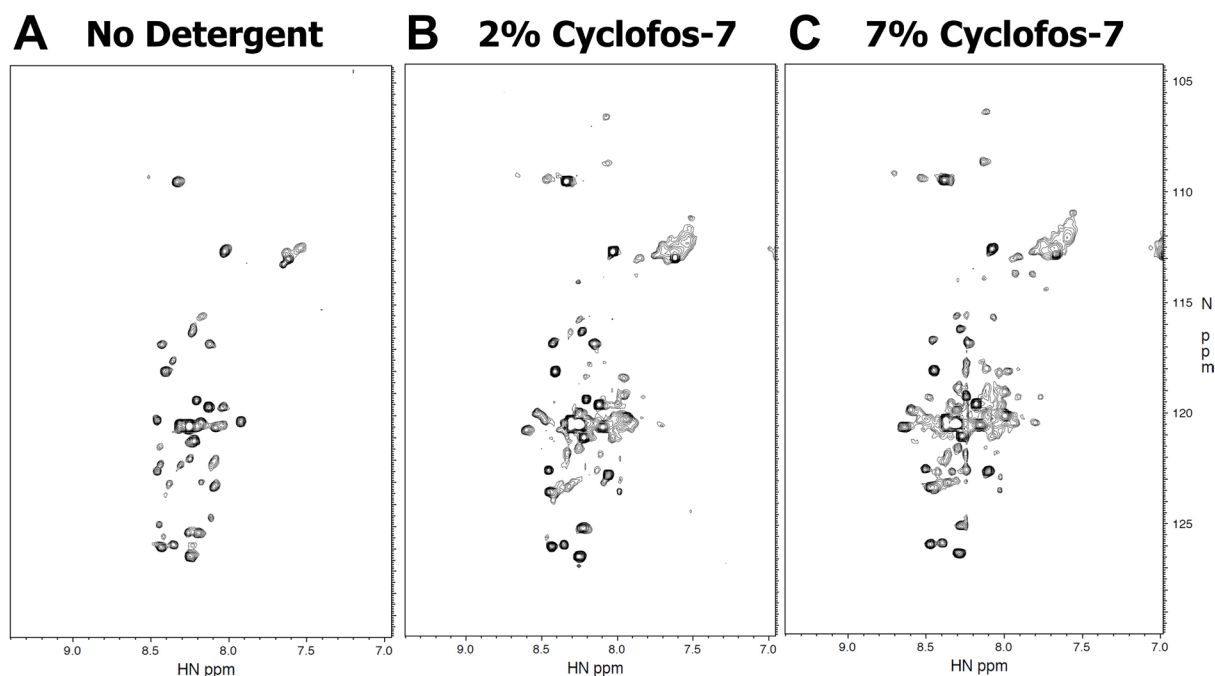 A No Detergent
B 2% Cyclofos-7
C 7% Cyclofos-7
105
110
115
N
p
p
m
120
125
9.0 8.5 8.0 7.5 7.0
HN ppm
9.0 8.5 8.0 7.5 7.0
HN ppm
9.0 8.5 8.0 7.5 7.0
HN ppm